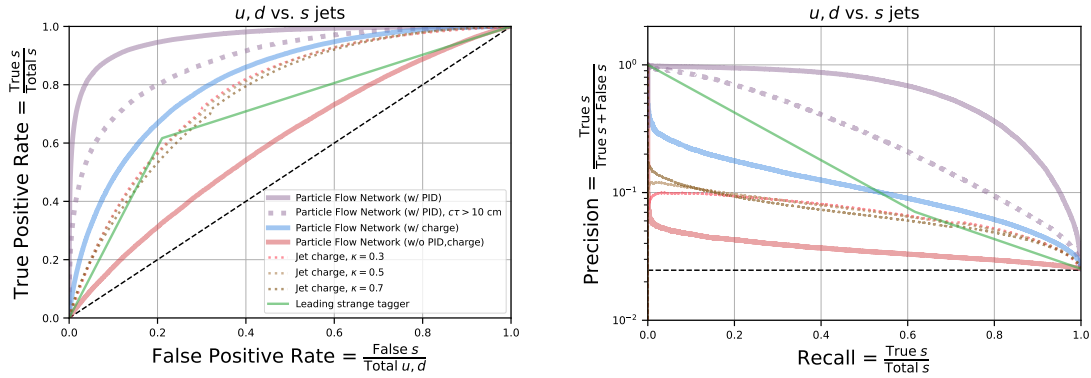 u, d vs. s jets
True Positive Rate = True s / Total s
1.0
0.8
0.6
0.4
0.2
0.0
Particle Flow Network (w/ PID)
Particle Flow Network (w/ PID), cτ > 10 cm
Particle Flow Network (w/ charge)
Particle Flow Network (w/o PID,charge)
Jet charge, κ = 0.3
Jet charge, κ = 0.5
Jet charge, κ = 0.7
Leading strange tagger
0.0 0.2 0.4 0.6 0.8 1.0
False Positive Rate = False s / Total u, d
u, d vs. s jets
Precision = True s / True s + False s
10⁰
10⁻¹
10⁻²
0.0 0.2 0.4 0.6 0.8 1.0
Recall = True s / Total s